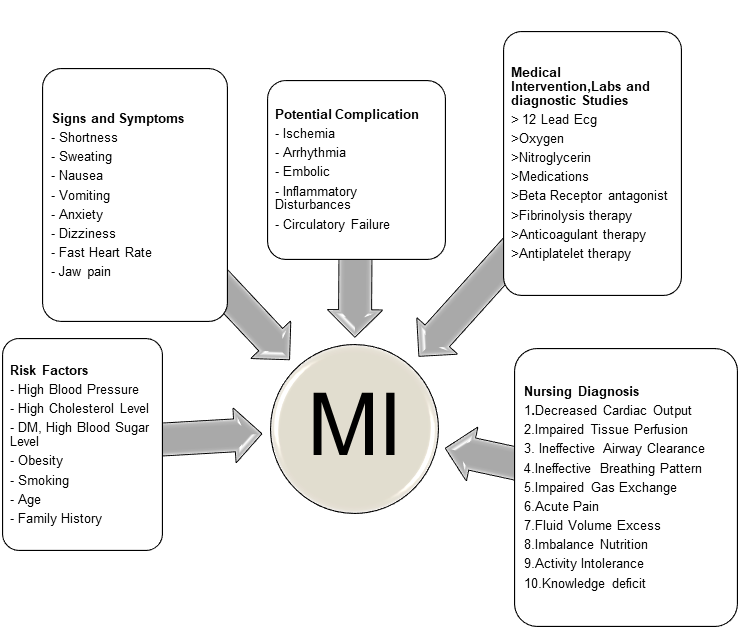 Signs and Symptoms
- Shortness
- Sweating
- Nausea
- Vomiting
- Anxiety
- Dizziness
- Fast Heart Rate
- Jaw pain
Potential Complication
- Ischemia
- Arrhythmia
- Embolic
- Inflammatory
Disturbances
- Circulatory Failure
Medical
Intervention,Labs and
diagnostic Studies
> 12 Lead Ecg
>Oxygen
>Nitroglycerin
>Medications
>Beta Receptor antagonist
>Fibrinolysis therapy
>Anticoagulant therapy
>Antiplatelet therapy
Risk Factors
- High Blood Pressure
- High Cholesterol Level
- DM, High Blood Sugar
Level
- Obesity
- Smoking
- Age
- Family History
MI
Nursing Diagnosis
1.Decreased Cardiac Output
2.Impaired Tissue Perfusion
3. Ineffective Airway Clearance
4.Ineffective Breathing Pattern
5.Impaired Gas Exchange
6.Acute Pain
7.Fluid Volume Excess
8.Imbalance Nutrition
9.Activity Intolerance
10.Knowledge deficit